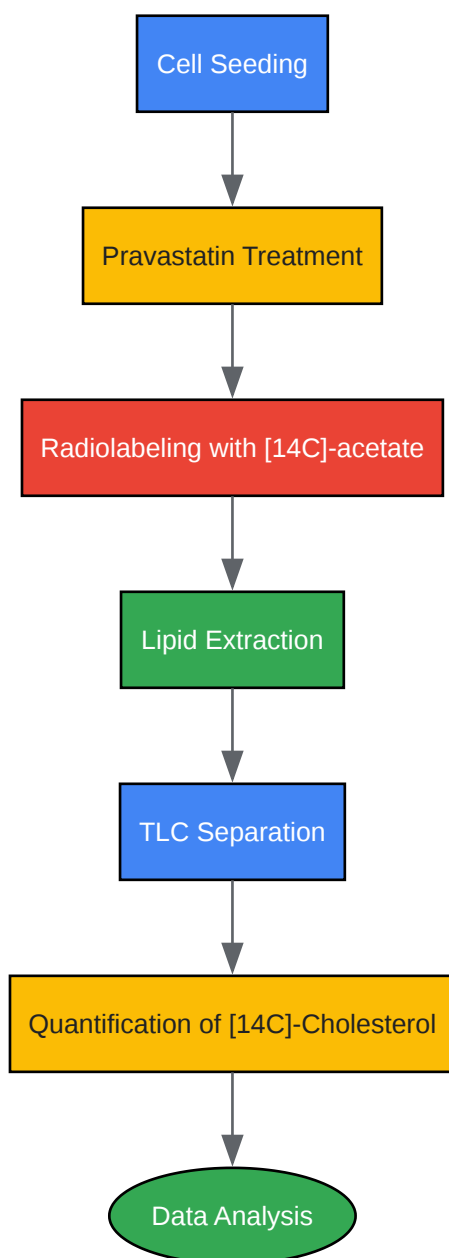 Cell Seeding
Pravastatin Treatment
Radiolabeling with [14C]-acetate
Lipid Extraction
TLC Separation
Quantification of [14C]-Cholesterol
Data Analysis